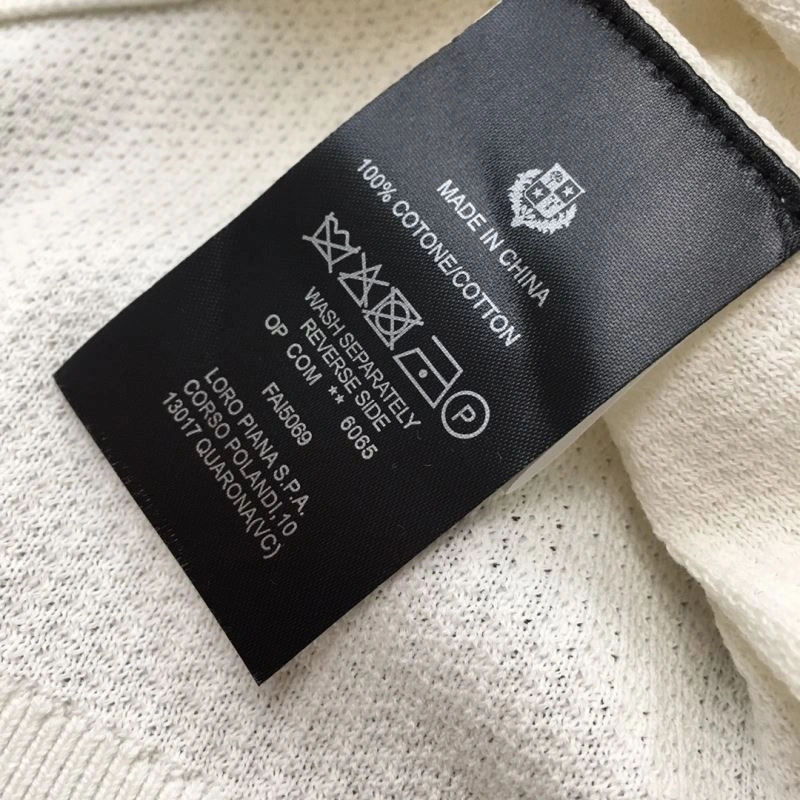 MADE IN CHINA
100% COTONE/COTTON
P
WASH SEPARATELY
REVERSE SIDE
OP COM ** 6065
FAI5069
LORO PIANA S.P.A.
CORSO POLANDI,10
13017 QUARONA(VC)